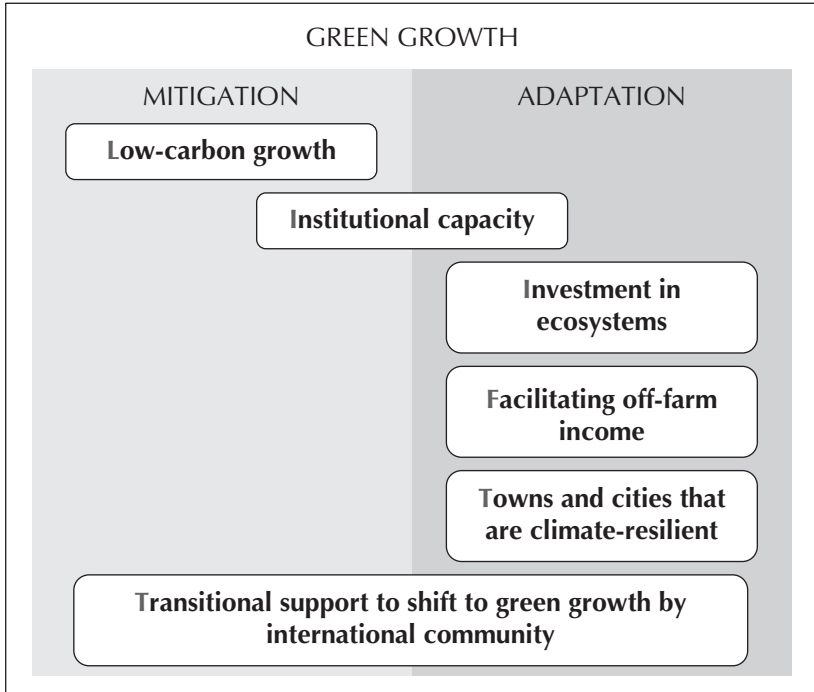 GREEN GROWTH
MITIGATION
ADAPTATION
Low-carbon growth
Institutional capacity
Investment in
ecosystems
Facilitating off-farm
income
Towns and cities that
are climate-resilient
Transitional support to shift to green growth by
international community